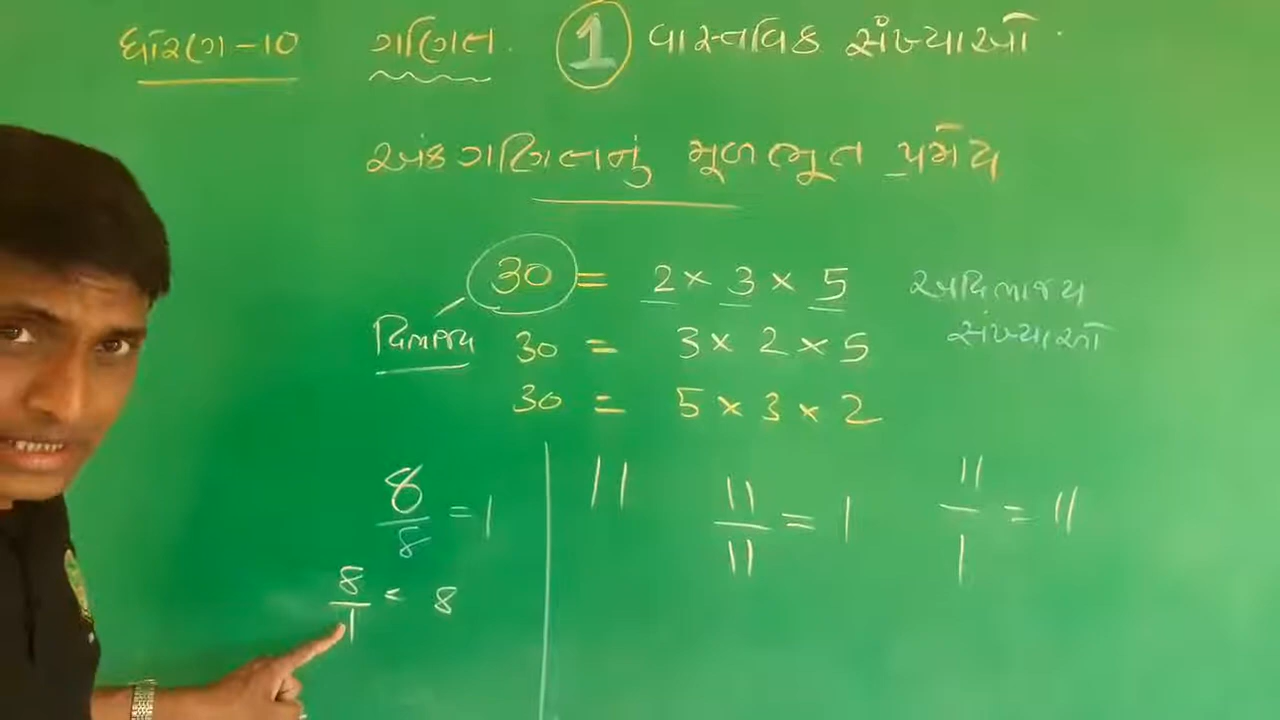 ધોરણ-10 ગણિત. 1 વાસ્તવિક સંખ્યાઓ.
અંકગણિતનું મૂળભૂત પ્રમેય
30 = 2 × 3 × 5 અવિભાજ્ય
વિભાજ્ય 30 = 3 × 2 × 5 સંખ્યાઓ
30 = 5 × 3 × 2
8/8 = 1 11 11/11 = 1 11/1 = 11
8/1 = 8